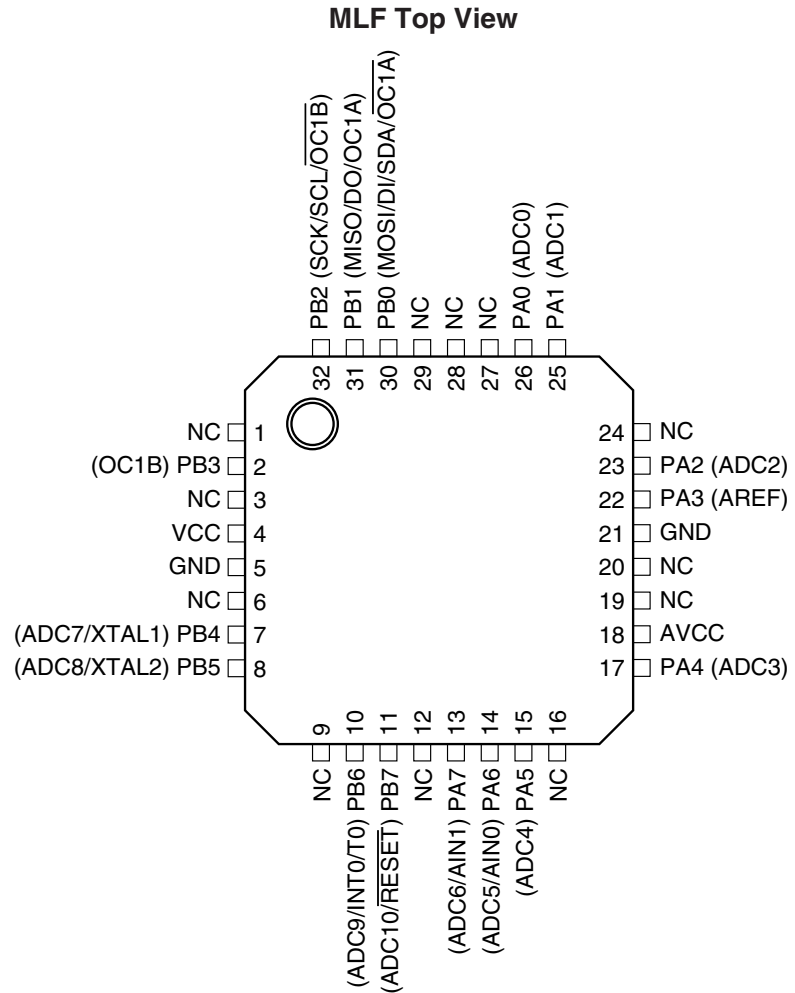 MLF Top View
PB2 (SCK/SCL/OC1B)
PB1 (MISO/DO/OC1A)
PB0 (MOSI/DI/SDA/OC1A)
NC
NC
NC
PA0 (ADC0)
PA1 (ADC1)
32
31
30
29
28
27
26
25
NC 1
(OC1B) PB3 2
NC 3
VCC 4
GND 5
NC 6
(ADC7/XTAL1) PB4 7
(ADC8/XTAL2) PB5 8
24 NC
23 PA2 (ADC2)
22 PA3 (AREF)
21 GND
20 NC
19 NC
18 AVCC
17 PA4 (ADC3)
9
10
11
12
13
14
15
16
NC
(ADC9/INT0/T0) PB6
(ADC10/RESET) PB7
NC
(ADC6/AIN1) PA7
(ADC5/AIN0) PA6
(ADC4) PA5
NC